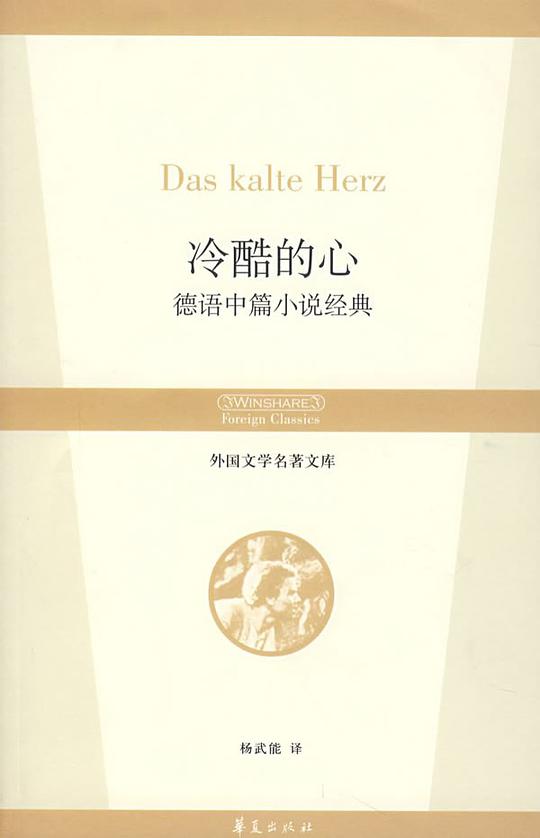 Das kalte Herz
冷酷的心
德语中篇小说经典
WINSHARE
Foreign Classics
外国文学名著文库
杨武能 译
華夏出版社